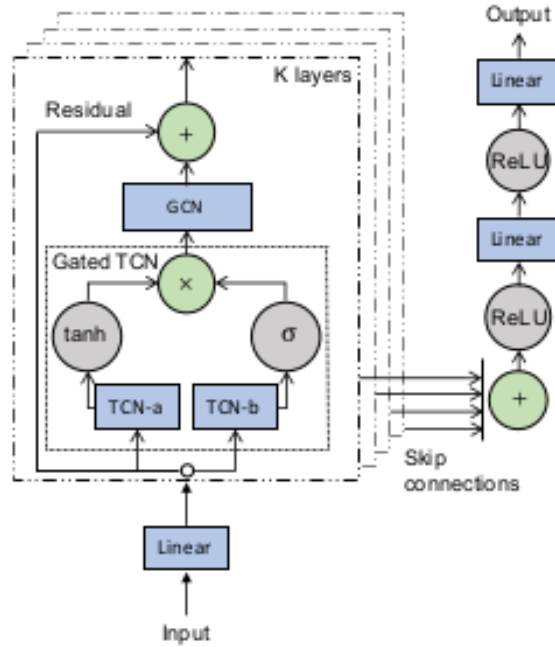 Output
K layers
Linear
Residual
+
ReLU
GCN
Linear
Gated TCN
×
tanh
σ
ReLU
TCN-a
TCN-b
+
Skip
connections
Linear
Input